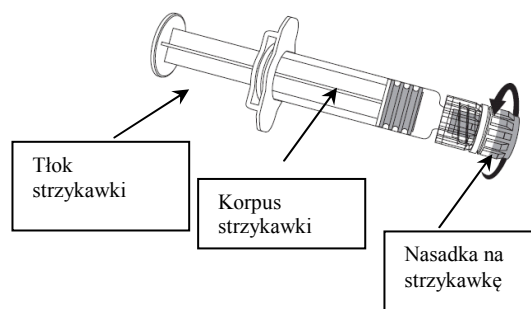 Tłok
strzykawki
Korpus
strzykawki
Nasadka na
strzykawkę